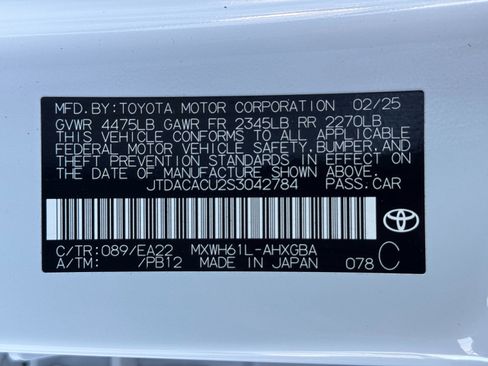 MFD.BY:TOYOTA MOTOR CORPORATION 02/25
GVWR 4475LB GAWR FR 2345LB RR 2270LB
THIS VEHICLE CONFORMS TO ALL APPLICABLE
FEDERAL MOTOR VEHICLE SAFETY, BUMPER, AND
THEFT PREVENTION STANDARDS IN EFFECT ON
THE DATE OF MANUFACTURE SHOWN ABOVE.
JTDACACU2S3042784 PASS.CAR
C/TR:089/EA22 MXWH61L-AHXGBA
A/TM: /PB12 MADE IN JAPAN 078 C